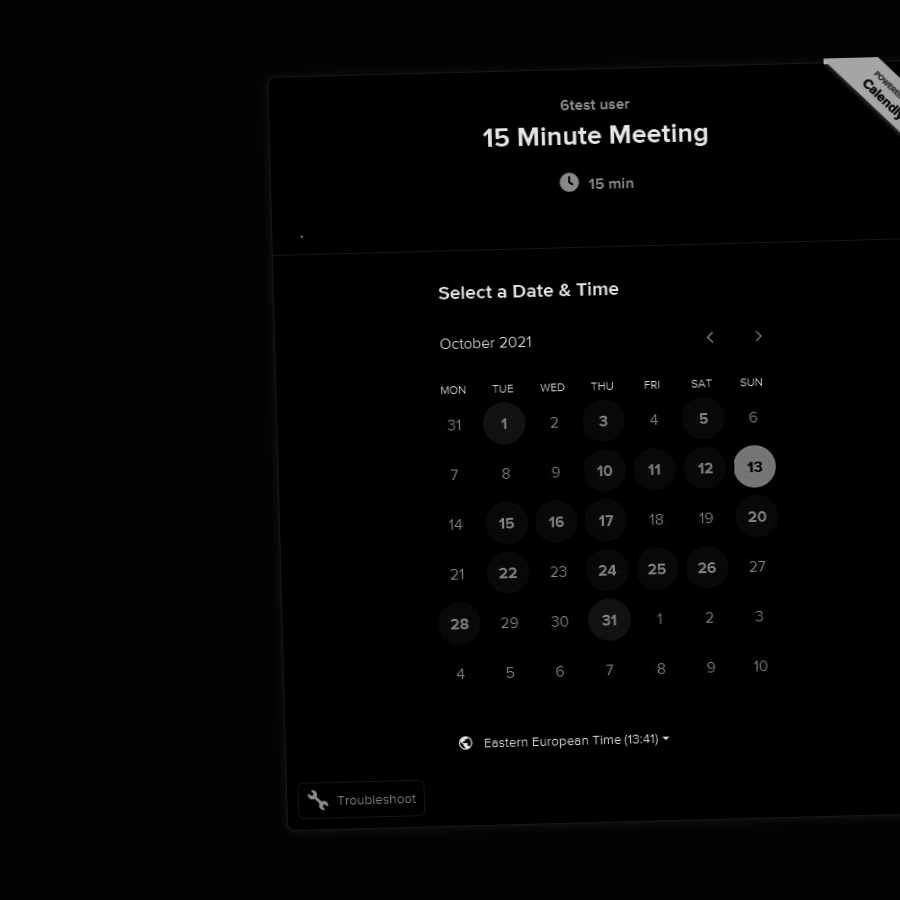 POWERED
Calendly
6test user
15 Minute Meeting
15 min
Select a Date & Time
October 2021
MON TUE WED THU FRI SAT SUN
31 1 2 3 4 5 6
7 8 9 10 11 12 13
14 15 16 17 18 19 20
21 22 23 24 25 26 27
28 29 30 31 1 2 3
4 5 6 7 8 9 10
Eastern European Time (13:41)
Troubleshoot